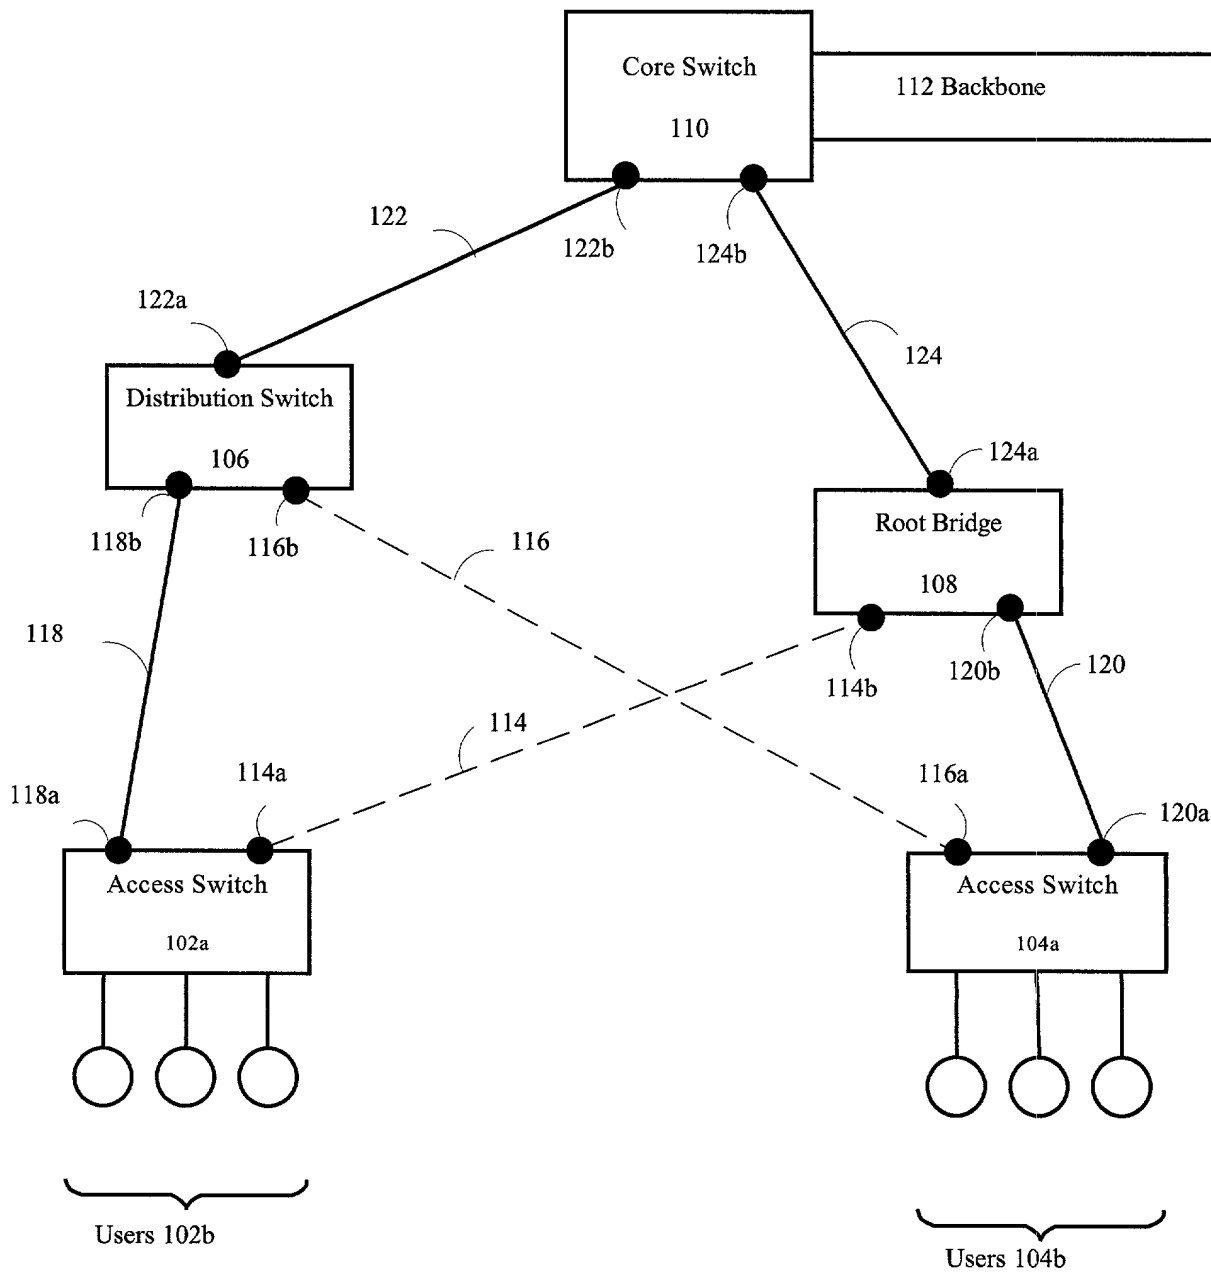 Core Switch
110
112 Backbone
122
122b
124b
122a
124
Distribution Switch
106
124a
Root Bridge
108
118b
116b
116
118
114b
120b
120
114
114a
116a
118a
120a
Access Switch
102a
Access Switch
104a
Users 102b
Users 104b